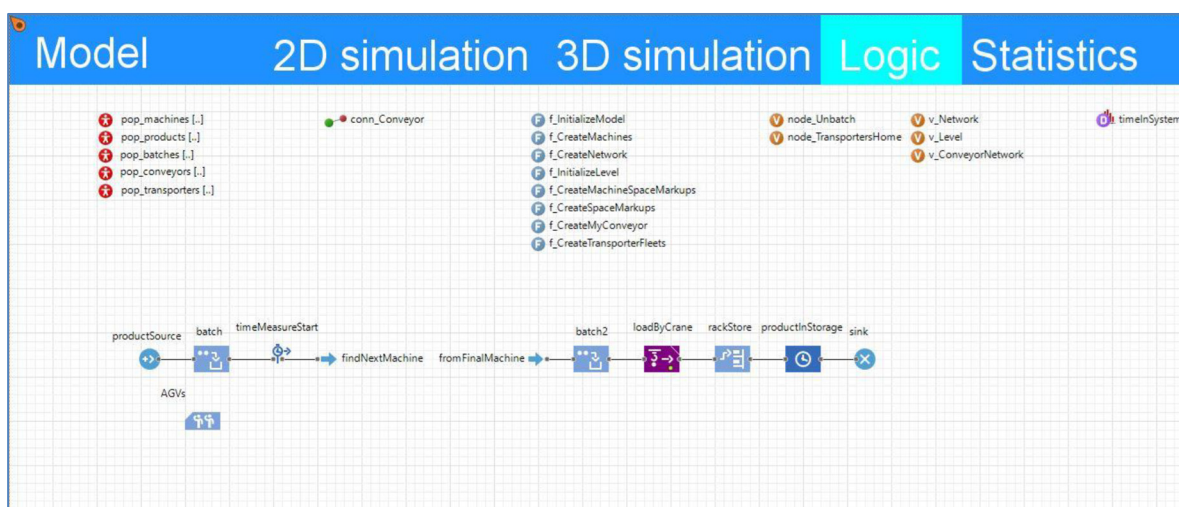 Model 2D simulation 3D simulation Logic Statistics
pop_machines [..] conn_Conveyor f_InitializeModel node_Unbatch v_Network timeInSystem
pop_products [..] f_CreateMachines node_TransportersHome v_Level
pop_batches [..] f_CreateNetwork v_ConveyorNetwork
pop_conveyors [..] f_InitializeLevel
pop_transporters [..] f_CreateMachineSpaceMarkups
f_CreateSpaceMarkups
f_CreateMyConveyor
f_CreateTransporterFleets
productSource batch timeMeasureStart batch2 loadByCrane rackStore productInStorage sink
findNextMachine fromFinalMachine
AGVs